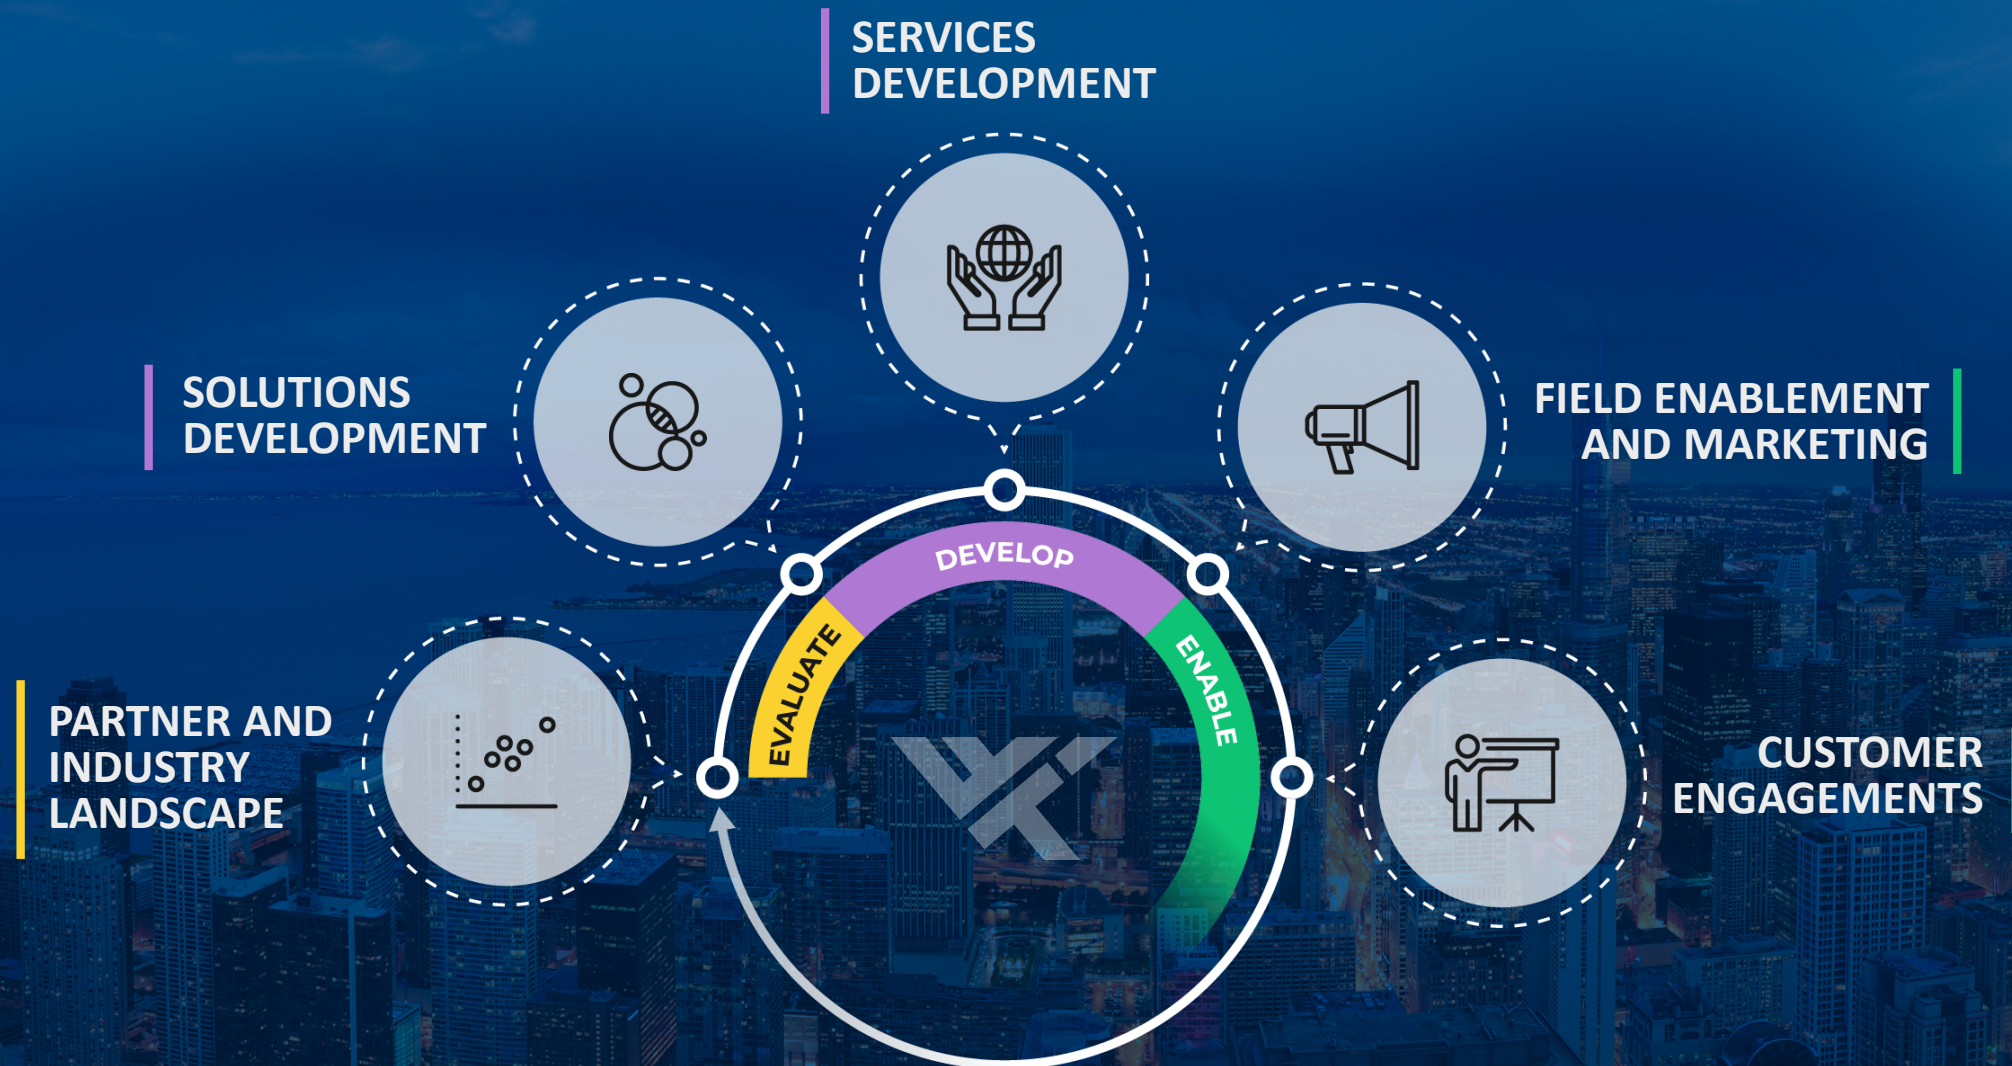 SERVICES
DEVELOPMENT
SOLUTIONS
DEVELOPMENT
FIELD ENABLEMENT
AND MARKETING
PARTNER AND
INDUSTRY
LANDSCAPE
CUSTOMER
ENGAGEMENTS
EVALUATE
DEVELOP
ENABLE